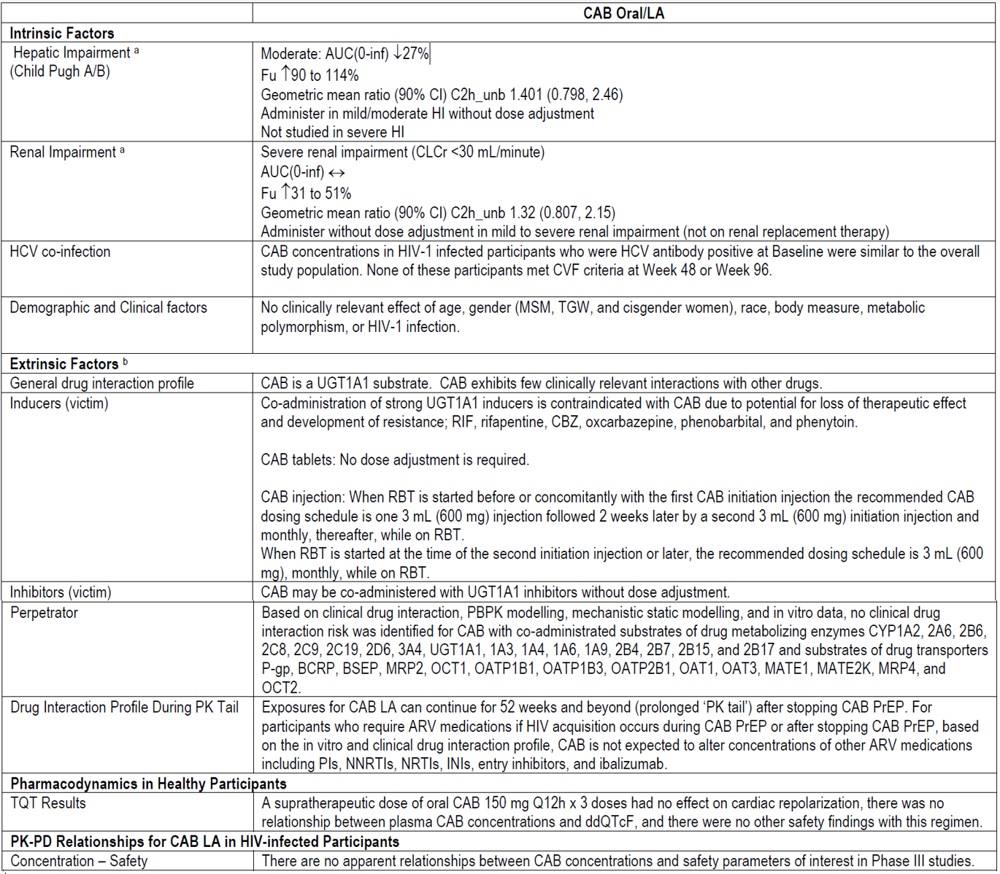 CAB Oral/LA
Intrinsic Factors
Hepatic Impairment ᵃ
(Child Pugh A/B)
Moderate: AUC(0-inf) ↓27%
Fu ↑90 to 114%
Geometric mean ratio (90% CI) C2h_unb 1.401 (0.798, 2.46)
Administer in mild/moderate HI without dose adjustment
Not studied in severe HI
Renal Impairment ᵃ
Severe renal impairment (CLCr <30 mL/minute)
AUC(0-inf) ↔
Fu ↑31 to 51%
Geometric mean ratio (90% CI) C2h_unb 1.32 (0.807, 2.15)
Administer without dose adjustment in mild to severe renal impairment (not on renal replacement therapy)
HCV co-infection
CAB concentrations in HIV-1 infected participants who were HCV antibody positive at Baseline were similar to the overall
study population. None of these participants met CVF criteria at Week 48 or Week 96.
Demographic and Clinical factors
No clinically relevant effect of age, gender (MSM, TGW, and cisgender women), race, body measure, metabolic
polymorphism, or HIV-1 infection.
Extrinsic Factors ᵇ
General drug interaction profile
CAB is a UGT1A1 substrate.  CAB exhibits few clinically relevant interactions with other drugs.
Inducers (victim)
Co-administration of strong UGT1A1 inducers is contraindicated with CAB due to potential for loss of therapeutic effect
and development of resistance; RIF, rifapentine, CBZ, oxcarbazepine, phenobarbital, and phenytoin.
CAB tablets: No dose adjustment is required.
CAB injection: When RBT is started before or concomitantly with the first CAB initiation injection the recommended CAB
dosing schedule is one 3 mL (600 mg) injection followed 2 weeks later by a second 3 mL (600 mg) initiation injection and
monthly, thereafter, while on RBT.
When RBT is started at the time of the second initiation injection or later, the recommended dosing schedule is 3 mL (600
mg), monthly, while on RBT.
Inhibitors (victim)
CAB may be co-administered with UGT1A1 inhibitors without dose adjustment.
Perpetrator
Based on clinical drug interaction, PBPK modelling, mechanistic static modelling, and in vitro data, no clinical drug
interaction risk was identified for CAB with co-administrated substrates of drug metabolizing enzymes CYP1A2, 2A6, 2B6,
2C8, 2C9, 2C19, 2D6, 3A4, UGT1A1, 1A3, 1A4, 1A6, 1A9, 2B4, 2B7, 2B15, and 2B17 and substrates of drug transporters
P-gp, BCRP, BSEP, MRP2, OCT1, OATP1B1, OATP1B3, OATP2B1, OAT1, OAT3, MATE1, MATE2K, MRP4, and
OCT2.
Drug Interaction Profile During PK Tail
Exposures for CAB LA can continue for 52 weeks and beyond (prolonged ‘PK tail’) after stopping CAB PrEP. For
participants who require ARV medications if HIV acquisition occurs during CAB PrEP or after stopping CAB PrEP, based
on the in vitro and clinical drug interaction profile, CAB is not expected to alter concentrations of other ARV medications
including PIs, NNRTIs, NRTIs, INIs, entry inhibitors, and ibalizumab.
Pharmacodynamics in Healthy Participants
TQT Results
A supratherapeutic dose of oral CAB 150 mg Q12h x 3 doses had no effect on cardiac repolarization, there was no
relationship between plasma CAB concentrations and ddQTcF, and there were no other safety findings with this regimen.
PK-PD Relationships for CAB LA in HIV-infected Participants
Concentration – Safety
There are no apparent relationships between CAB concentrations and safety parameters of interest in Phase III studies.